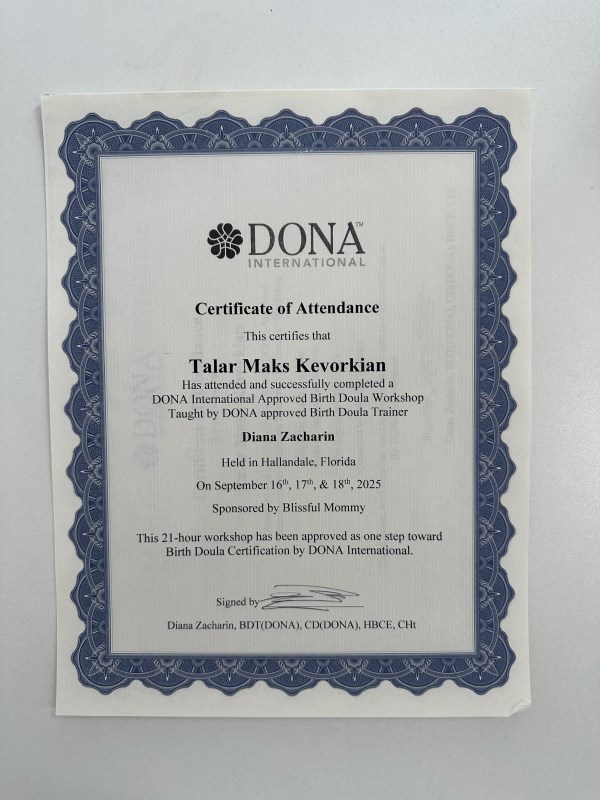 DONA™
INTERNATIONAL
Certificate of Attendance
This certifies that
Talar Maks Kevorkian
Has attended and successfully completed a
DONA International Approved Birth Doula Workshop
Taught by DONA approved Birth Doula Trainer
Diana Zacharin
Held in Hallandale, Florida
On September 16th, 17th, & 18th, 2025
Sponsored by Blissful Mommy
This 21-hour workshop has been approved as one step toward
Birth Doula Certification by DONA International.
Signed by
Diana Zacharin, BDT(DONA), CD(DONA), HBCE, CHt